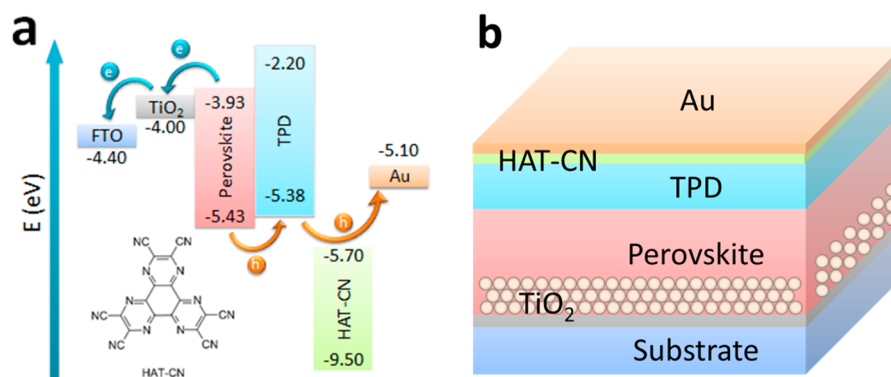 a
E (eV)
e
e
FTO
-4.40
TiO₂
-4.00
-3.93
Perovskite
-5.43
-2.20
TPD
-5.38
h
h
-5.10
Au
-5.70
HAT-CN
-9.50
NC
CN
N
N
N
N
N
N
NC
NC
CN
CN
HAT-CN
b
Au
HAT-CN
TPD
Perovskite
TiO₂
Substrate